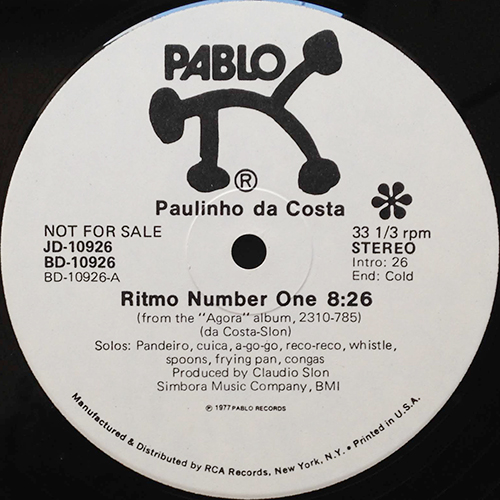 PABLO
®
Paulinho da Costa
NOT FOR SALE
JD-10926
BD-10926
BD-10926-A
33 1/3 rpm
STEREO
Intro: 26
End: Cold
Ritmo Number One 8:26
(from the "Agora" album, 2310-785)
(da Costa-Slon)
Solos: Pandeiro, cuica, a-go-go, reco-reco, whistle,
spoons, frying pan, congas
Produced by Claudio Slon
Simbora Music Company, BMI
℗ 1977 PABLO RECORDS
Manufactured & Distributed by RCA Records, New York, N.Y. • Printed in U.S.A.